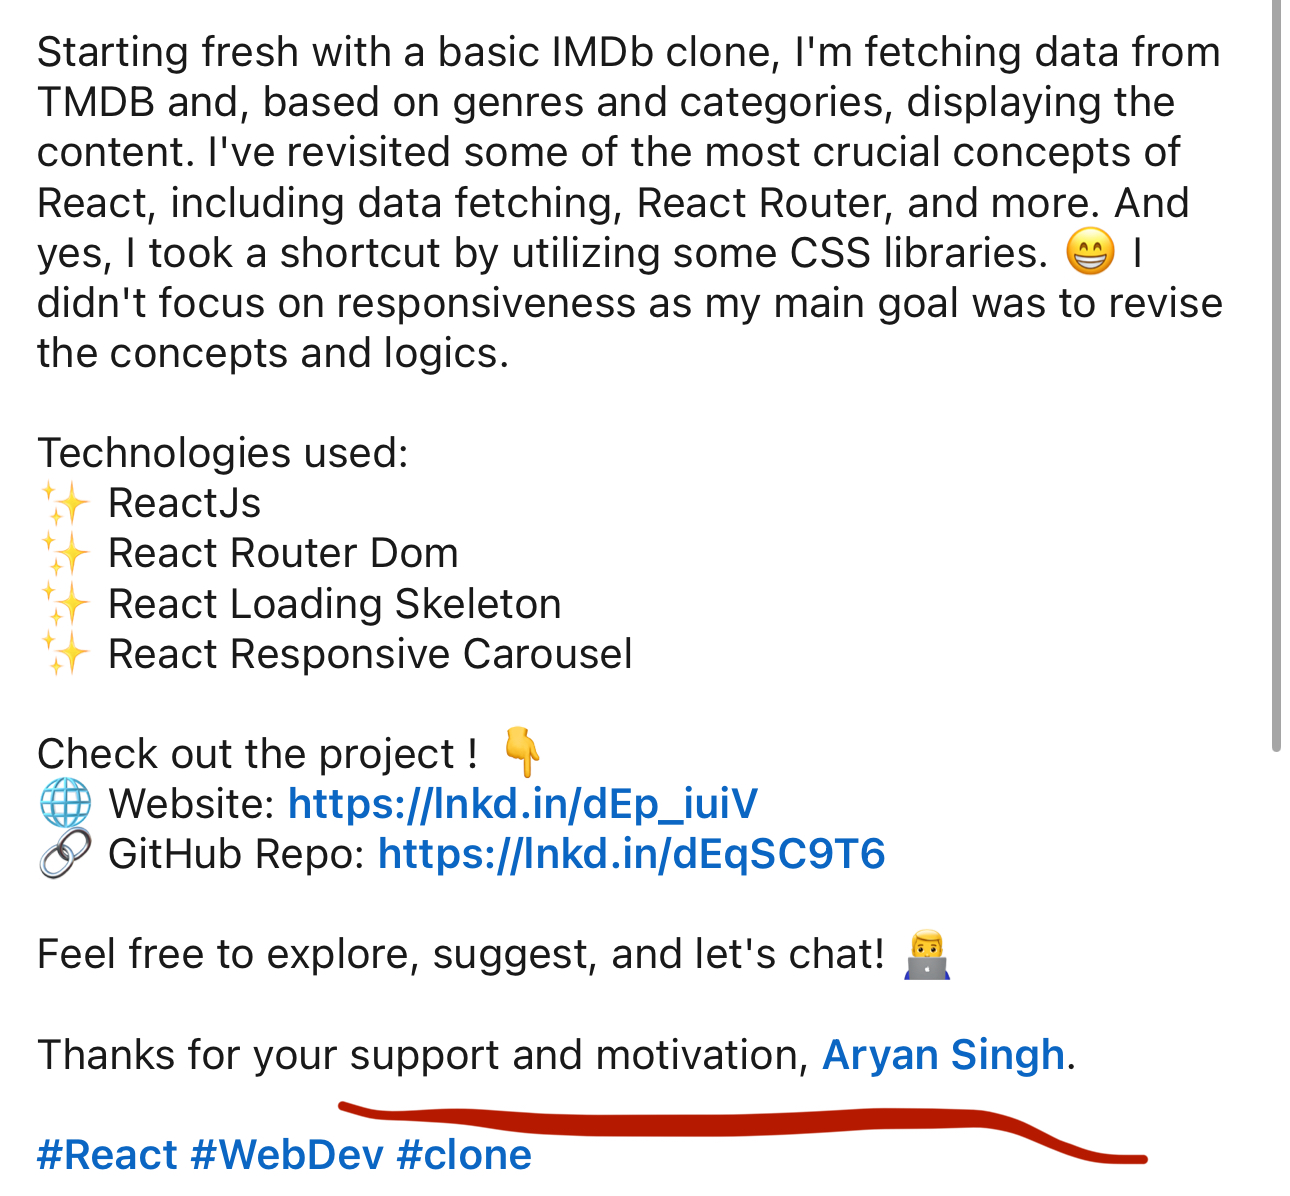 Starting fresh with a basic IMDb clone, I'm fetching data from
TMDB and, based on genres and categories, displaying the
content. I've revisited some of the most crucial concepts of
React, including data fetching, React Router, and more. And
yes, I took a shortcut by utilizing some CSS libraries. 😁 I
didn't focus on responsiveness as my main goal was to revise
the concepts and logics.
Technologies used:
✨ ReactJs
✨ React Router Dom
✨ React Loading Skeleton
✨ React Responsive Carousel
Check out the project ! 👇
🌐 Website: https://lnkd.in/dEp_iuiV
🔗 GitHub Repo: https://lnkd.in/dEqSC9T6
Feel free to explore, suggest, and let's chat! 👨‍💻
Thanks for your support and motivation, Aryan Singh.
#React #WebDev #clone